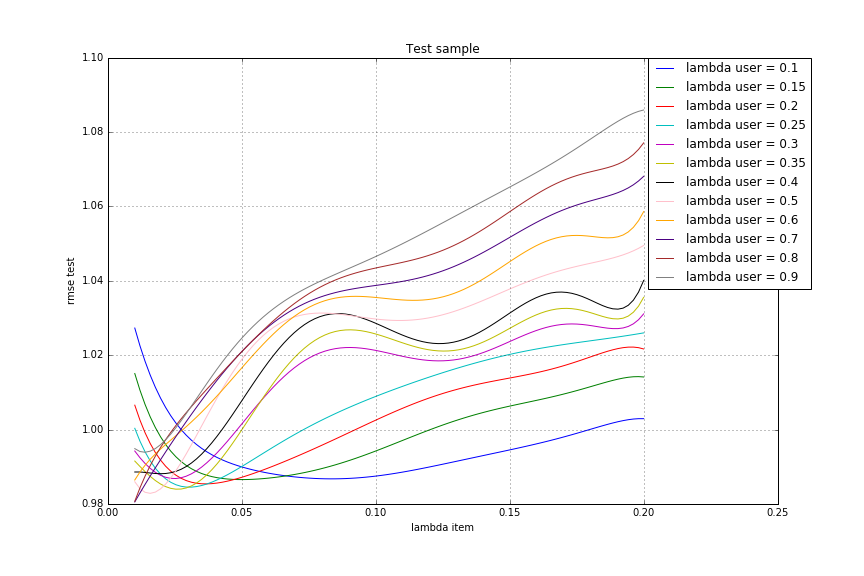 Test sample
1.10
1.08
1.06
1.04
1.02
1.00
0.98
rmse test
0.00
0.05
0.10
0.15
0.20
0.25
lambda item
lambda user = 0.1
lambda user = 0.15
lambda user = 0.2
lambda user = 0.25
lambda user = 0.3
lambda user = 0.35
lambda user = 0.4
lambda user = 0.5
lambda user = 0.6
lambda user = 0.7
lambda user = 0.8
lambda user = 0.9